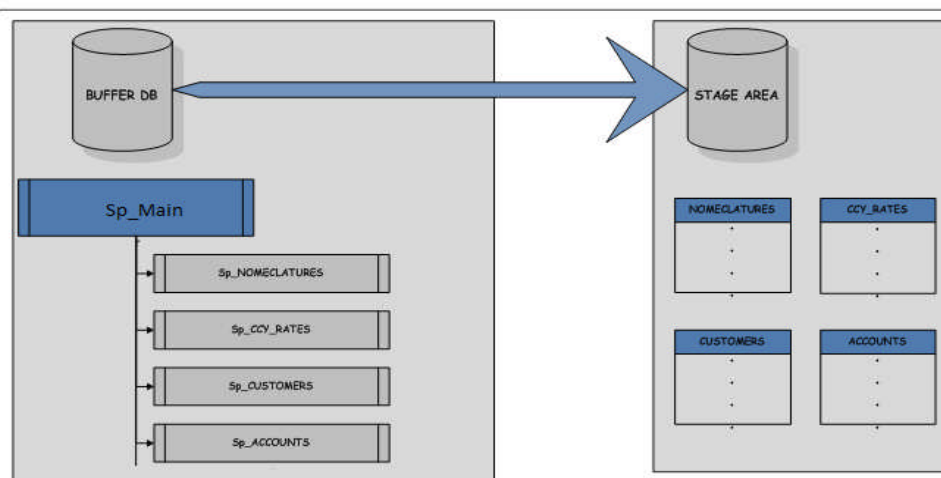 BUFFER DB
STAGE AREA
Sp_Main
Sp_NOMECLATURES
Sp_CCY_RATES
Sp_CUSTOMERS
Sp_ACCOUNTS
NOMECLATURES
CCY_RATES
CUSTOMERS
ACCOUNTS